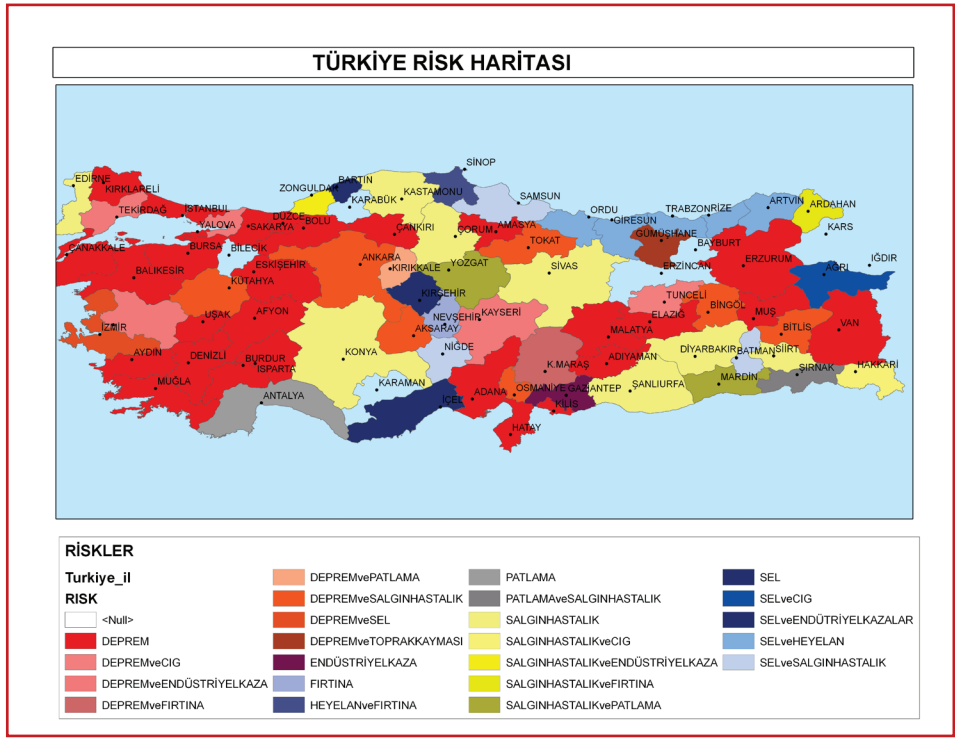 TÜRKİYE RİSK HARİTASI
SİNOP
EDİRNE
KIRKLARELİ
TEKİRDAĞ
İSTANBUL
ZONGULDAK
BARTIN
KARABÜK
KASTAMONU
SAMSUN
ORDU
GİRESUN
TRABZON
RİZE
ARTVİN
ARDAHAN
KARS
YALOVA
SAKARYA
DÜZCE
BOLU
ÇANKIRI
ÇORUM
AMASYA
TOKAT
GÜMÜŞHANE
BAYBURT
ÇANAKKALE
BURSA
BİLECİK
BALIKESİR
ESKİŞEHİR
ANKARA
KIRIKKALE
YOZGAT
SİVAS
ERZİNCAN
ERZURUM
AĞRI
IĞDIR
KÜTAHYA
KIRŞEHİR
NEVŞEHİR
KAYSERİ
TUNCELİ
BİNGÖL
MUŞ
BİTLİS
VAN
İZMİR
UŞAK
AFYON
AKSARAY
MALATYA
ELAZIĞ
AYDIN
DENİZLİ
BURDUR
ISPARTA
KONYA
NİĞDE
K.MARAŞ
ADIYAMAN
DİYARBAKIR
BATMAN
SİİRT
ŞIRNAK
HAKKARİ
MUĞLA
ANTALYA
KARAMAN
İÇEL
ADANA
OSMANİYE
GAZİANTEP
ŞANLIURFA
MARDİN
KİLİS
HATAY
RİSKLER
Turkiye_il
RISK
<Null>
DEPREM
DEPREMveCIG
DEPREMveENDÜSTRİYELKAZA
DEPREMveFIRTINA
DEPREMvePATLAMA
DEPREMveSALGINHASTALIK
DEPREMveSEL
DEPREMveTOPRAKKAYMASI
ENDÜSTRİYELKAZA
FIRTINA
HEYELANveFIRTINA
PATLAMA
PATLAMAveSALGINHASTALIK
SALGINHASTALIK
SALGINHASTALIKveCIG
SALGINHASTALIKveENDÜSTRİYELKAZA
SALGINHASTALIKveFIRTINA
SALGINHASTALIKvePATLAMA
SEL
SELveCIG
SELveENDÜTRİYELKAZALAR
SELveHEYELAN
SELveSALGINHASTALIK